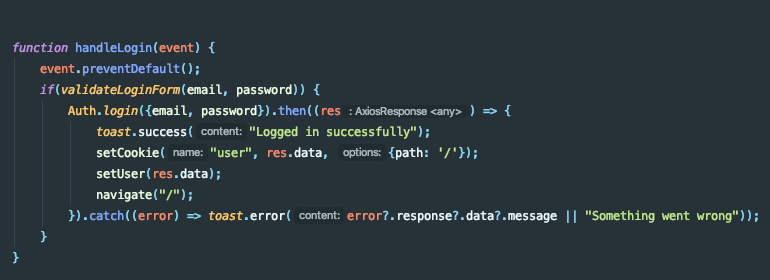 function handleLogin(event) {
    event.preventDefault();
    if(validateLoginForm(email, password)) {
        Auth.login({email, password}).then((res : AxiosResponse <any> ) => {
            toast.success( content: "Logged in successfully");
            setCookie( name: "user", res.data, options: {path: '/'});
            setUser(res.data);
            navigate("/");
        }).catch((error) => toast.error( content: error?.response?.data?.message || "Something went wrong"));
    }
}